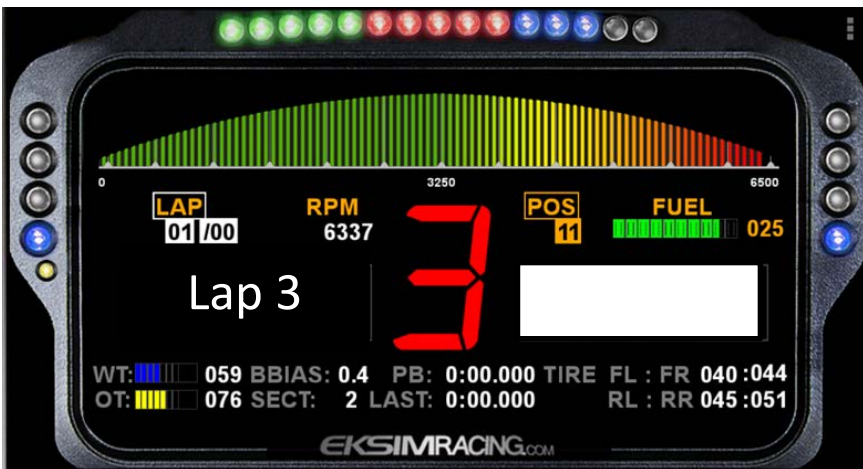 0 3250 6500
LAP RPM POS FUEL
01 /00 6337 3 11 025
Lap 3
WT: 059 BBIAS: 0.4 PB: 0:00.000 TIRE FL : FR 040 :044
OT: 076 SECT: 2 LAST: 0:00.000 RL : RR 045 :051
EKSIMRACING.COM